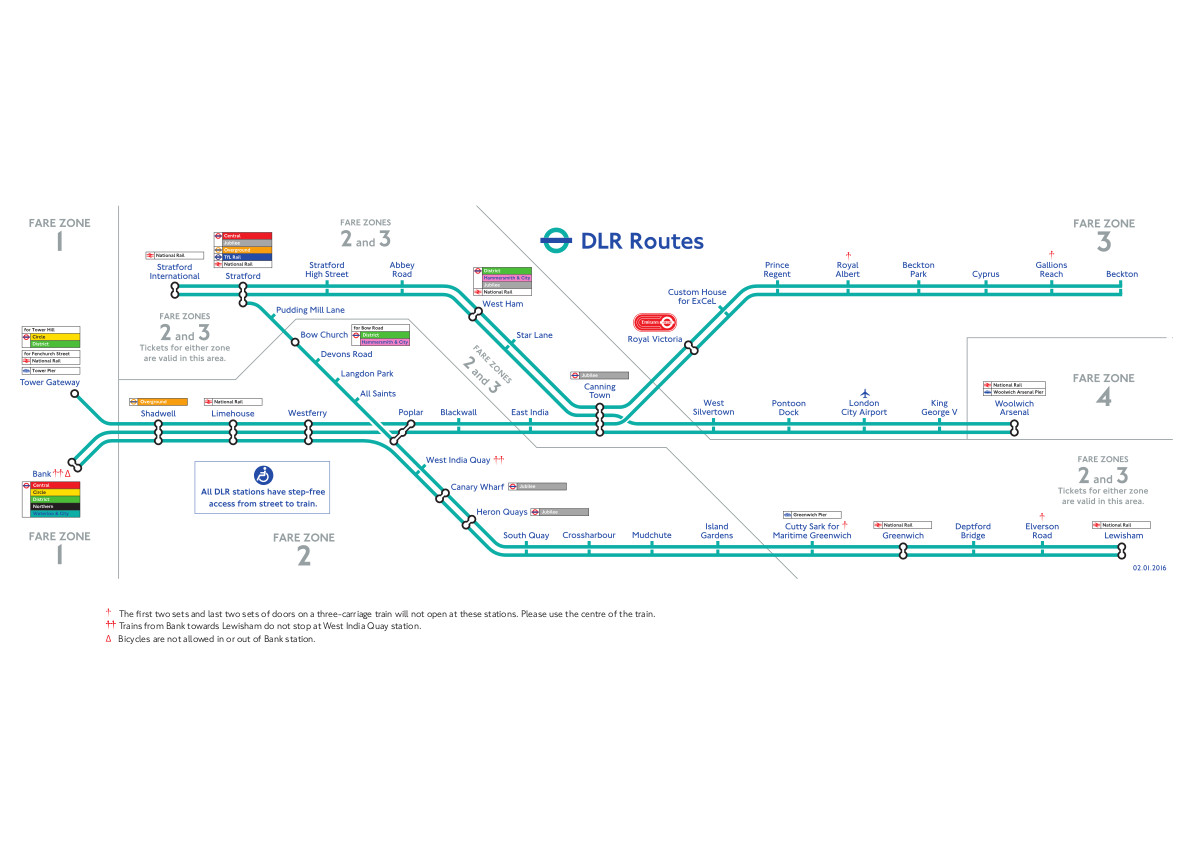 DLR Routes
FARE ZONE
1
FARE ZONES
2 and 3
FARE ZONE
3
Central
Jubilee
Overground
TfL Rail
National Rail
National Rail
Stratford
International
Stratford
Stratford
High Street
Abbey
Road
District
Hammersmith & City
Jubilee
National Rail
West Ham
Star Lane
Prince
Regent
Royal
Albert
Beckton
Park
Cyprus
Gallions
Reach
Beckton
Custom House
for ExCeL
Emirates
Royal Victoria
FARE ZONES
2 and 3
Tickets for either zone
are valid in this area.
Pudding Mill Lane
Bow Church
for Bow Road
District
Hammersmith & City
Devons Road
Langdon Park
All Saints
FARE ZONES
2 and 3
for Tower Hill
Circle
District
for Fenchurch Street
National Rail
Tower Pier
Tower Gateway
Overground
Shadwell
National Rail
Limehouse
Westferry
Poplar
Blackwall
East India
Jubilee
Canning
Town
West
Silvertown
Pontoon
Dock
London
City Airport
King
George V
National Rail
Woolwich Arsenal Pier
Woolwich
Arsenal
FARE ZONE
4
Bank †† Δ
Central
Circle
District
Northern
Waterloo & City
FARE ZONE
1
All DLR stations have step-free
access from street to train.
FARE ZONE
2
West India Quay ††
Canary Wharf
Jubilee
Heron Quays
Jubilee
South Quay
Crossharbour
Mudchute
Island
Gardens
Greenwich Pier
Cutty Sark for †
Maritime Greenwich
National Rail
Greenwich
Deptford
Bridge
†
Elverson
Road
National Rail
Lewisham
FARE ZONES
2 and 3
Tickets for either zone
are valid in this area.
02.01.2016
† The first two sets and last two sets of doors on a three-carriage train will not open at these stations. Please use the centre of the train.
†† Trains from Bank towards Lewisham do not stop at West India Quay station.
Δ Bicycles are not allowed in or out of Bank station.